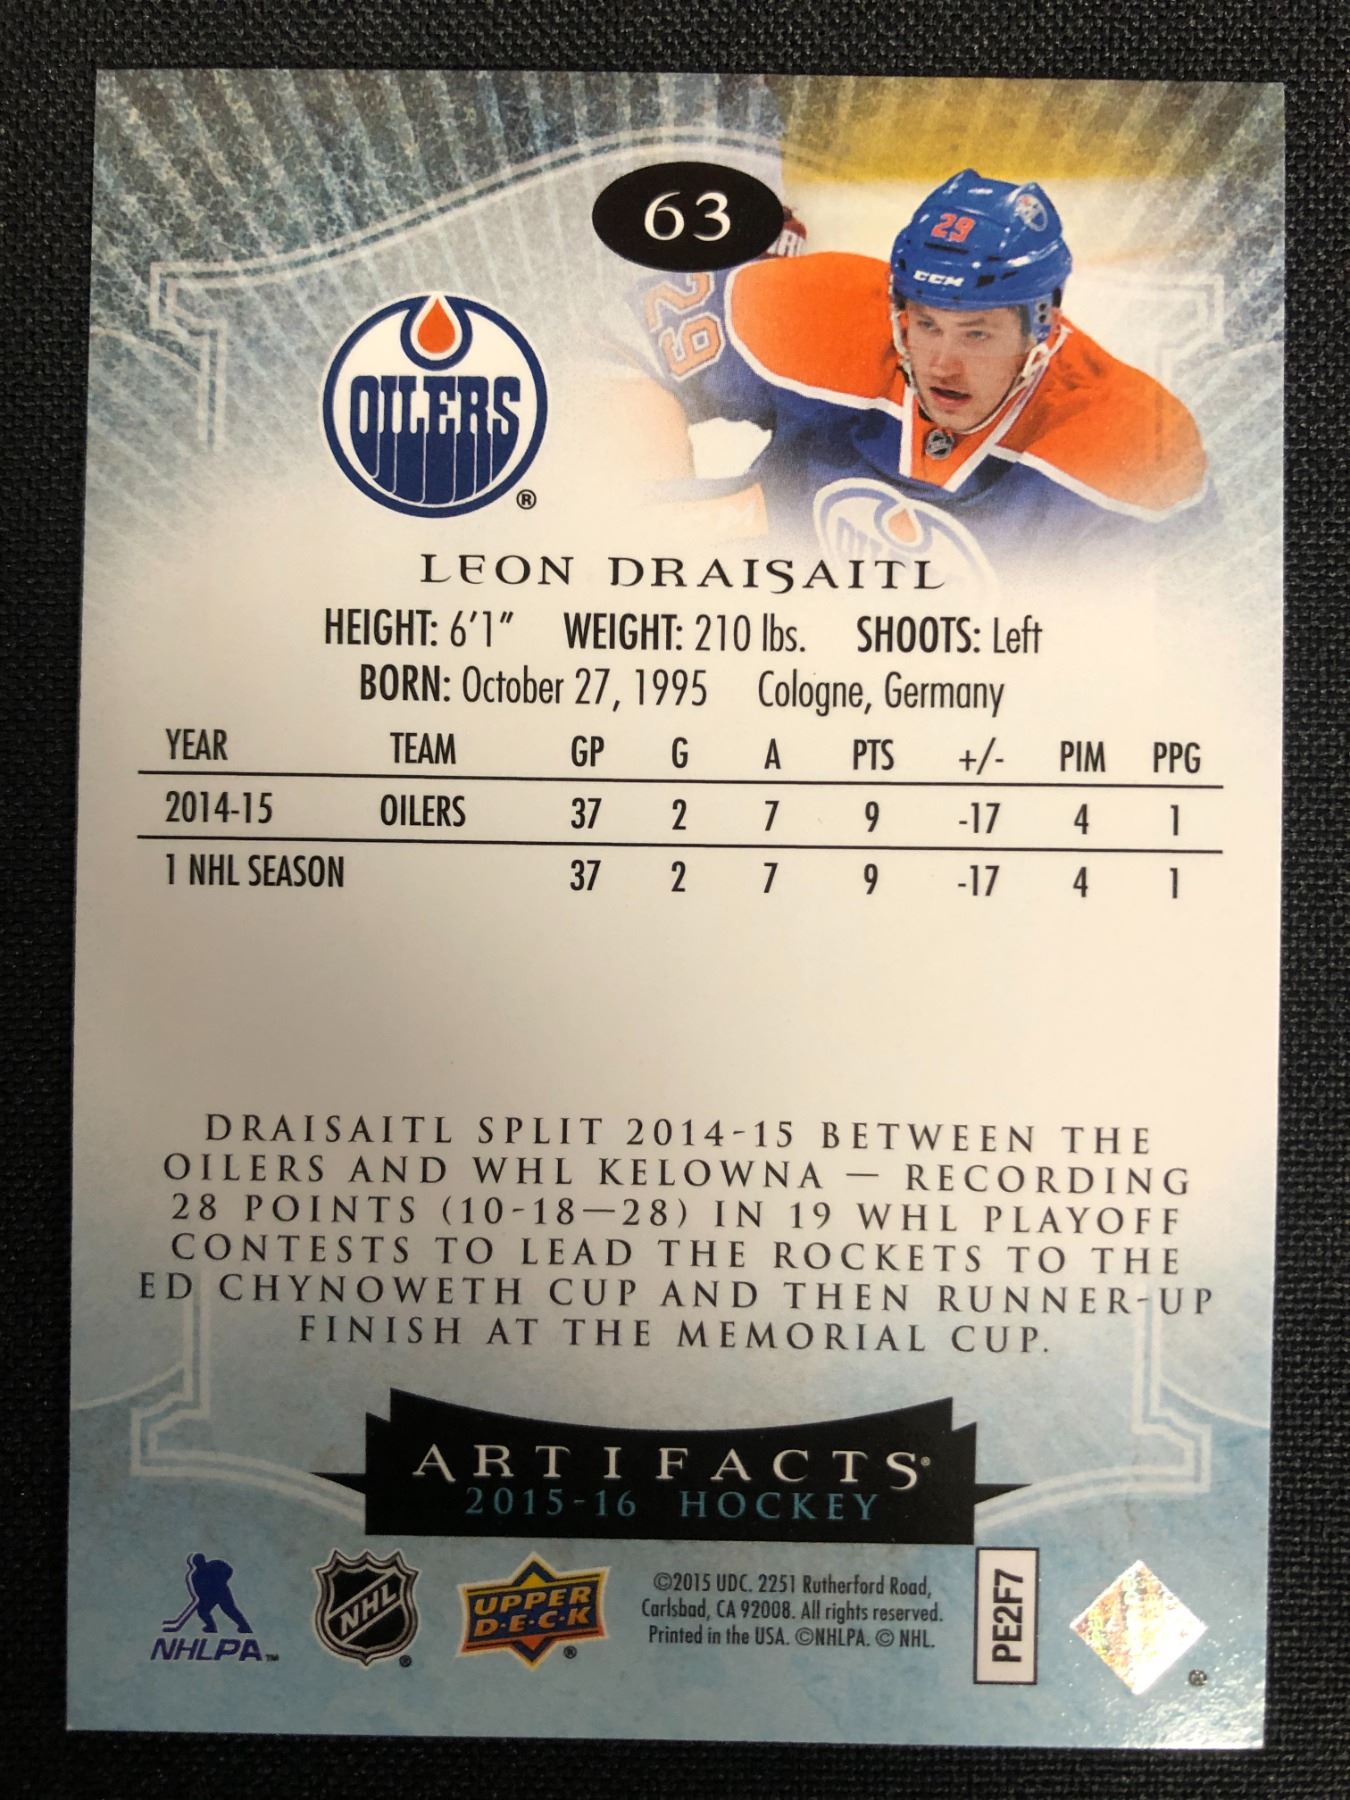 63
29
CCM
29
OILERS
®
LEON DRAISAITL
HEIGHT: 6'1" WEIGHT: 210 lbs. SHOOTS: Left
BORN: October 27, 1995 Cologne, Germany
YEAR TEAM GP G A PTS +/- PIM PPG
2014-15 OILERS 37 2 7 9 -17 4 1
1 NHL SEASON 37 2 7 9 -17 4 1
DRAISAITL SPLIT 2014-15 BETWEEN THE
OILERS AND WHL KELOWNA — RECORDING
28 POINTS (10-18—28) IN 19 WHL PLAYOFF
CONTESTS TO LEAD THE ROCKETS TO THE
ED CHYNOWETH CUP AND THEN RUNNER-UP
FINISH AT THE MEMORIAL CUP.
ARTIFACTS®
2015-16 HOCKEY
NHLPA™
NHL ®
UPPER
D·E·C·K ®
©2015 UDC. 2251 Rutherford Road,
Carlsbad, CA 92008. All rights reserved.
Printed in the USA. ©NHLPA. © NHL.
PE2F7